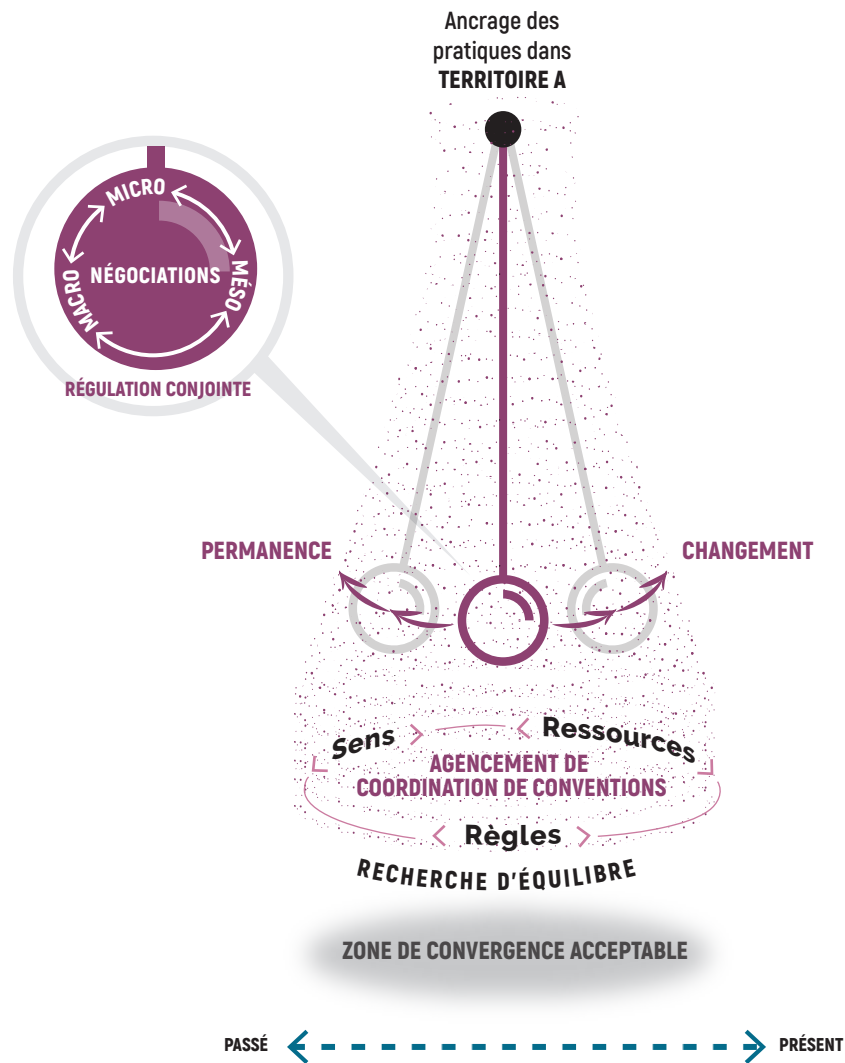 Ancrage des
pratiques dans
TERRITOIRE A
MICRO
NÉGOCIATIONS
MACRO
MÉSO
RÉGULATION CONJOINTE
PERMANENCE
CHANGEMENT
Sens
Ressources
AGENCEMENT DE
COORDINATION DE CONVENTIONS
Règles
RECHERCHE D'ÉQUILIBRE
ZONE DE CONVERGENCE ACCEPTABLE
PASSÉ
PRÉSENT